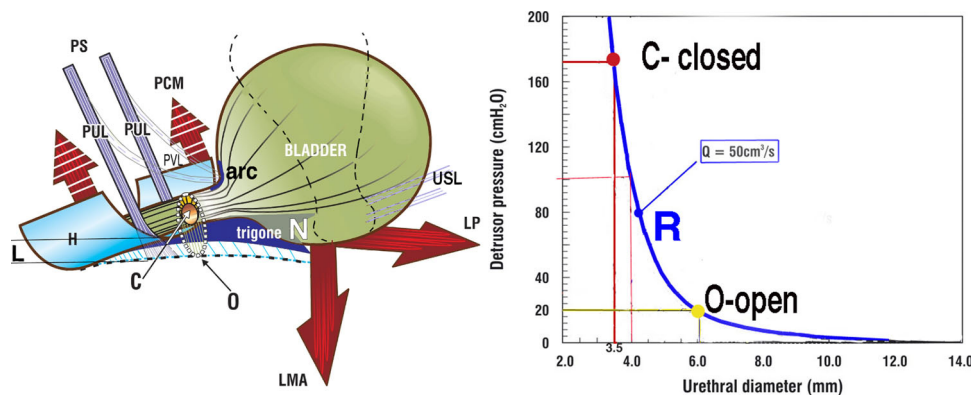 PS
PCM
PUL
PUL
PVL
arc
BLADDER
USL
LP
trigone
N
H
L
C
O
LMA
Detrusor pressure (cmH₂O)
200
160
120
80
40
20
0
C- closed
Q = 50cm³/s
R
O-open
2.0
3.5
4.0
6.0
8.0
10.0
12.0
14.0
Urethral diameter (mm)